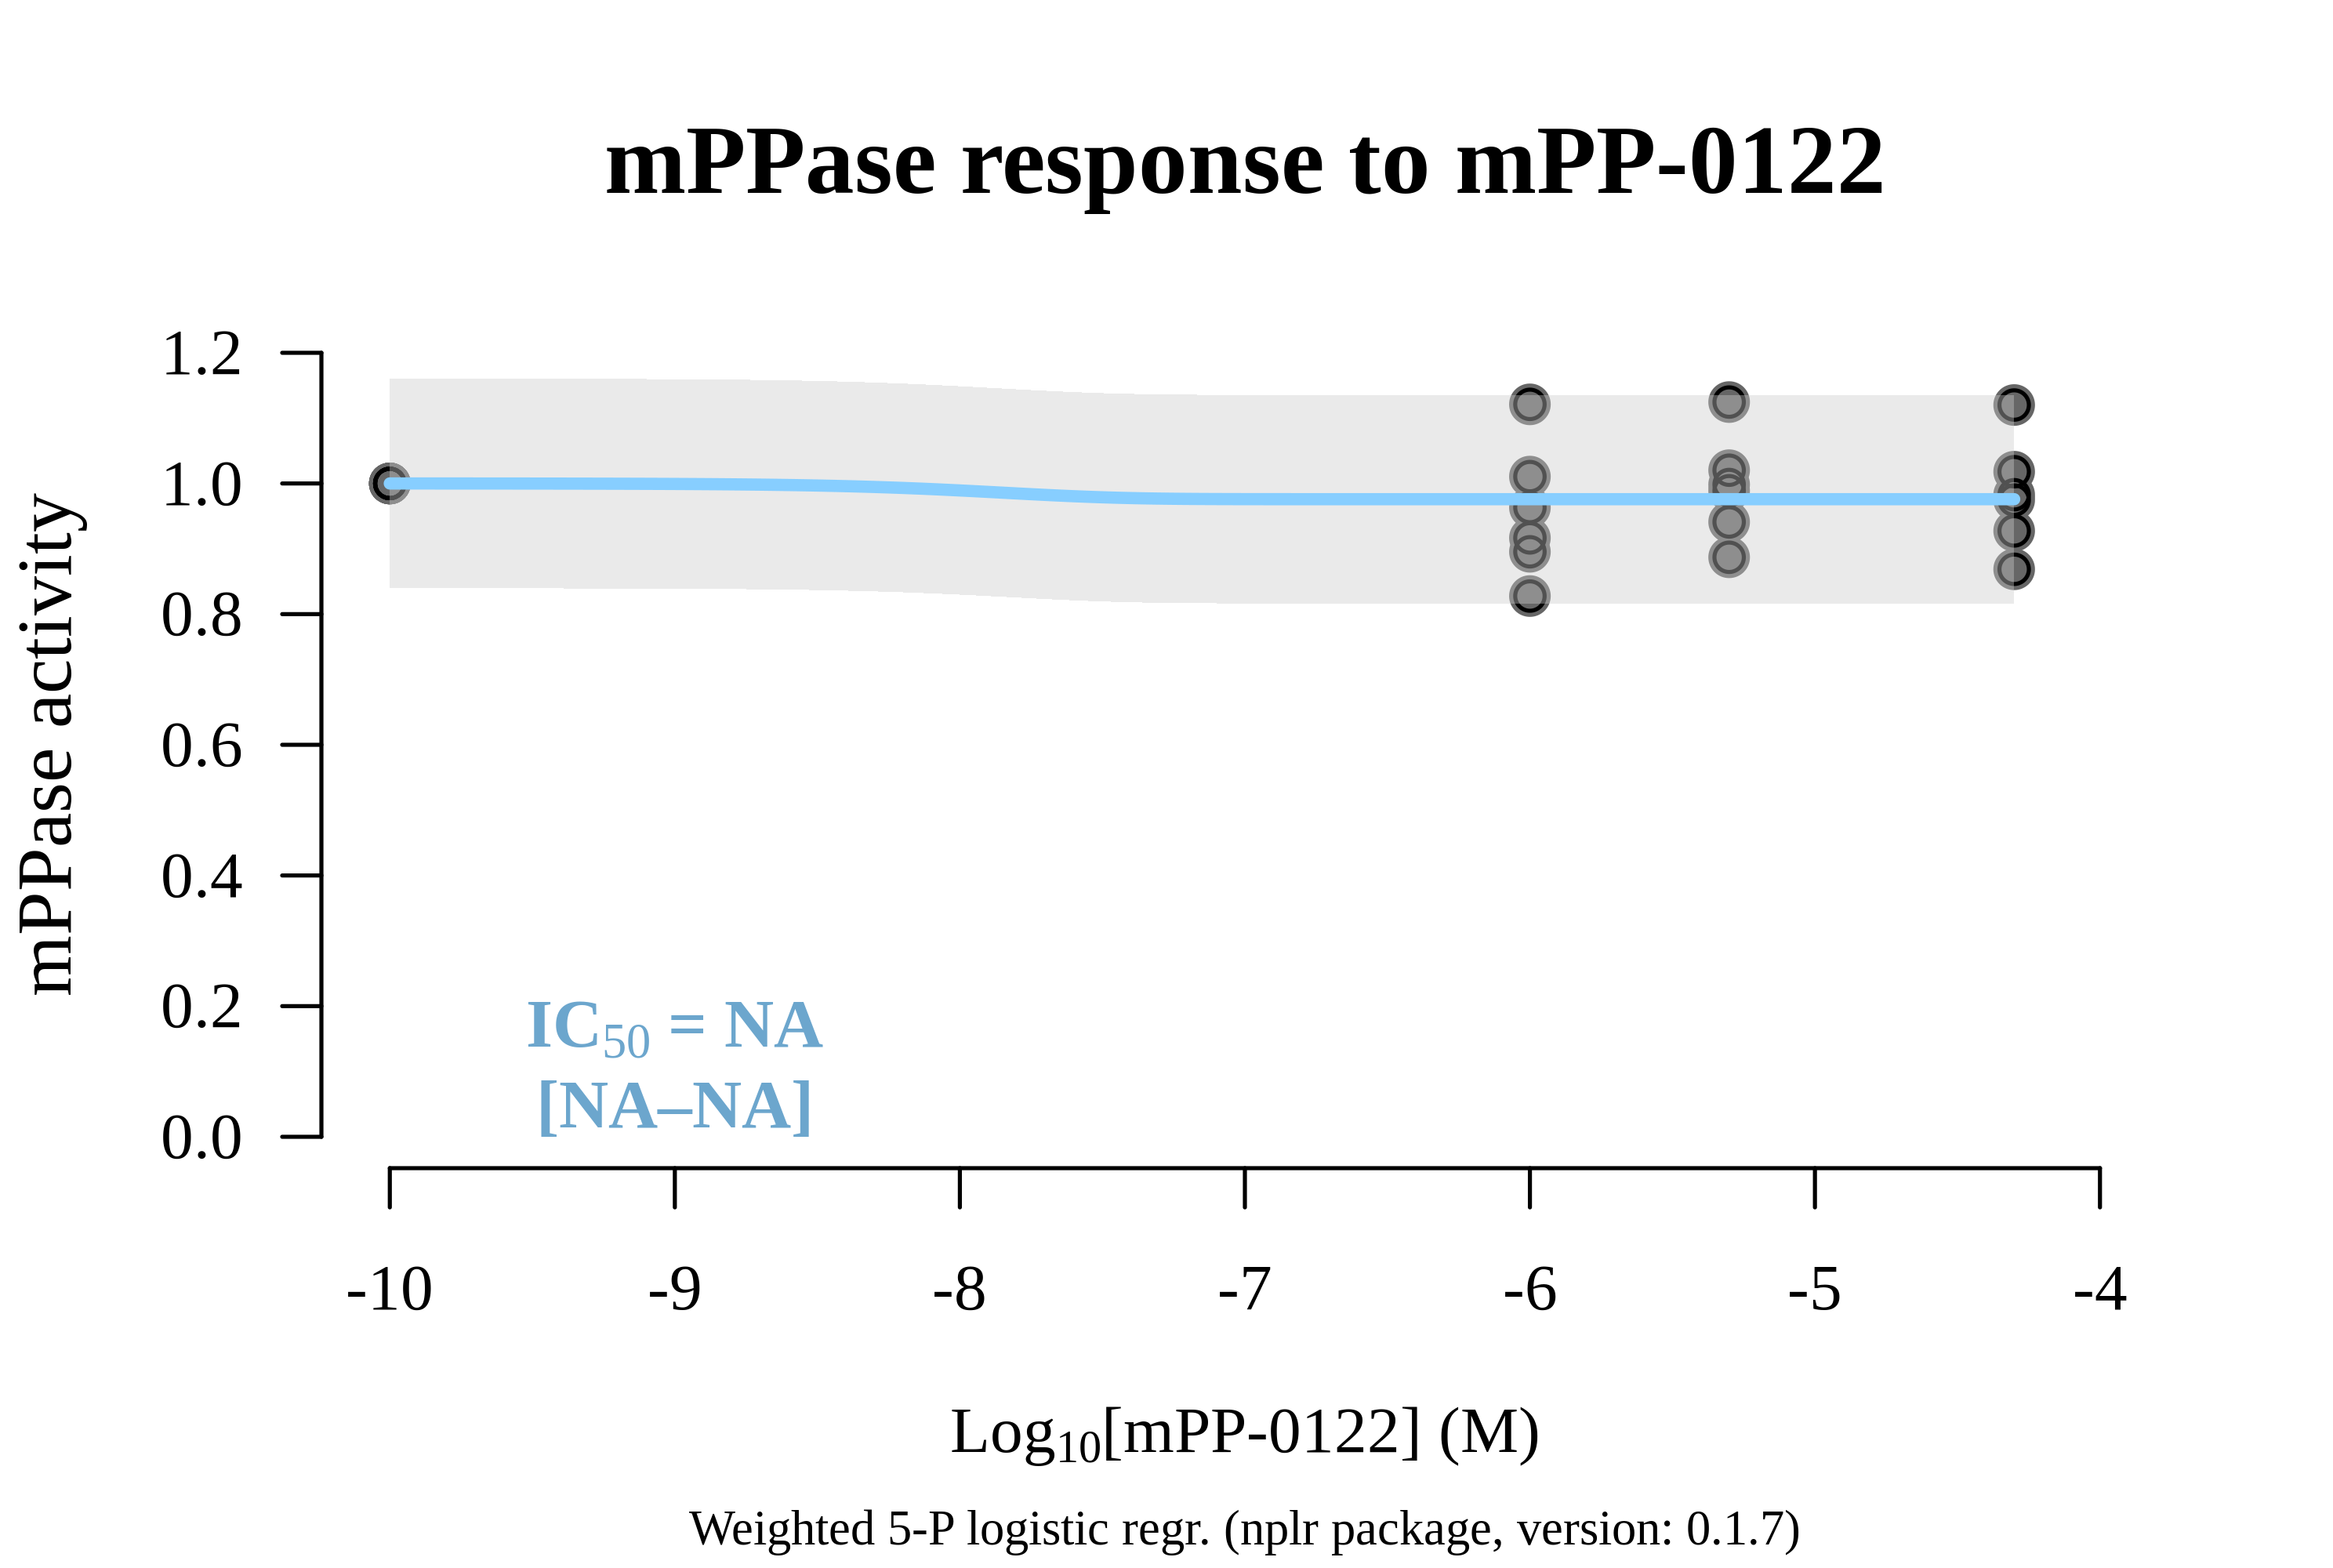 mPPase response to mPP-0122
mPPase activity
1.2
1.0
0.8
0.6
0.4
0.2
0.0
IC50 = NA
[NA–NA]
-10 -9 -8 -7 -6 -5 -4
Log10[mPP-0122] (M)
Weighted 5-P logistic regr. (nplr package, version: 0.1.7)